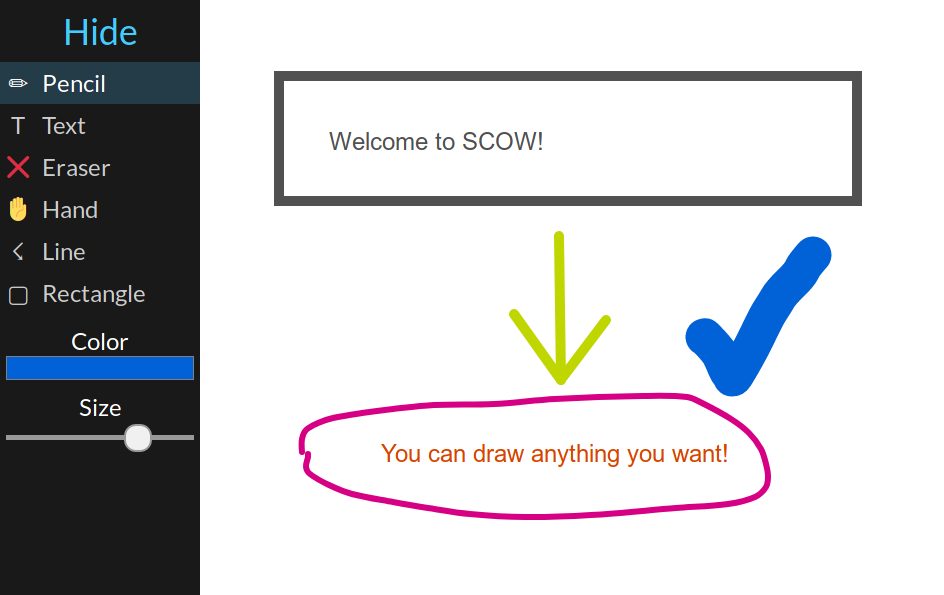 Hide
Pencil
T Text
Eraser
Hand
Line
Rectangle
Color
Size
Welcome to SCOW!
You can draw anything you want!